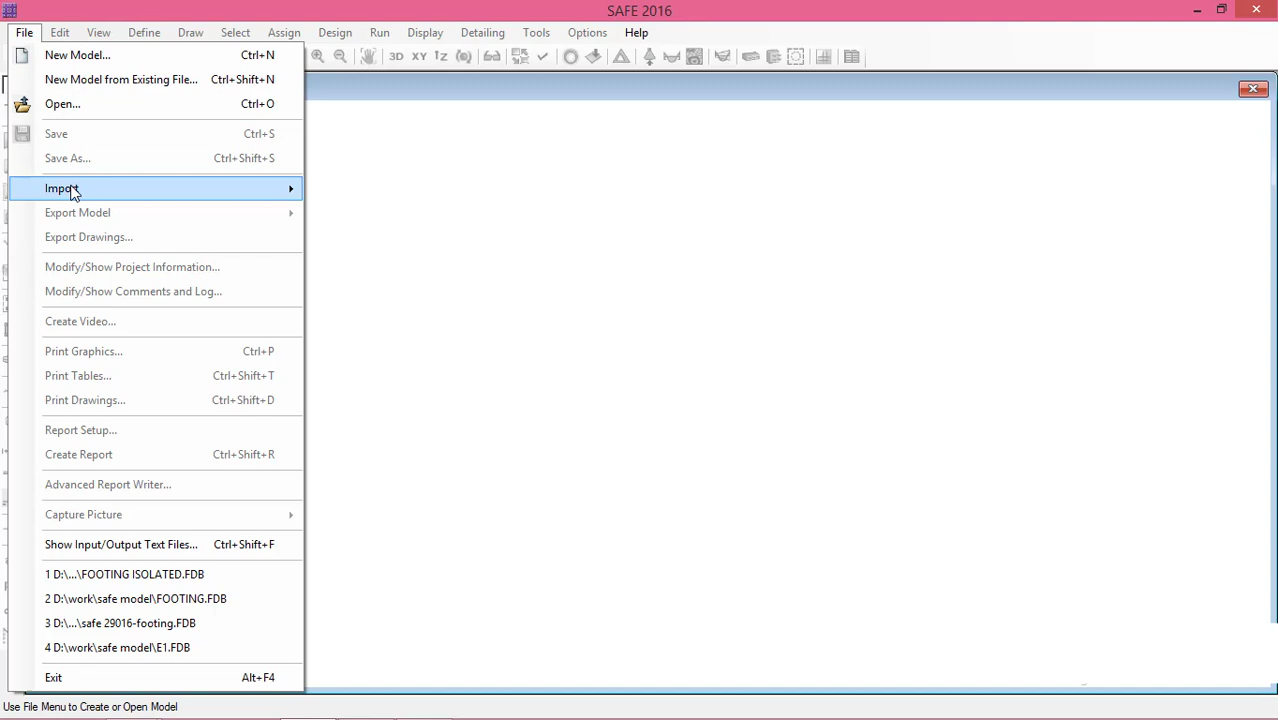 SAFE 2016
File Edit View Define Draw Select Assign Design Run Display Detailing Tools Options Help
3D XY
New Model... Ctrl+N
New Model from Existing File... Ctrl+Shift+N
Open... Ctrl+O
Save Ctrl+S
Save As... Ctrl+Shift+S
Import
Export Model
Export Drawings...
Modify/Show Project Information...
Modify/Show Comments and Log...
Create Video...
Print Graphics... Ctrl+P
Print Tables... Ctrl+Shift+T
Print Drawings... Ctrl+Shift+D
Report Setup...
Create Report Ctrl+Shift+R
Advanced Report Writer...
Capture Picture
Show Input/Output Text Files... Ctrl+Shift+F
1 D:\...\FOOTING ISOLATED.FDB
2 D:\work\safe model\FOOTING.FDB
3 D:\...\safe 29016-footing.FDB
4 D:\work\safe model\E1.FDB
Exit Alt+F4
Use File Menu to Create or Open Model